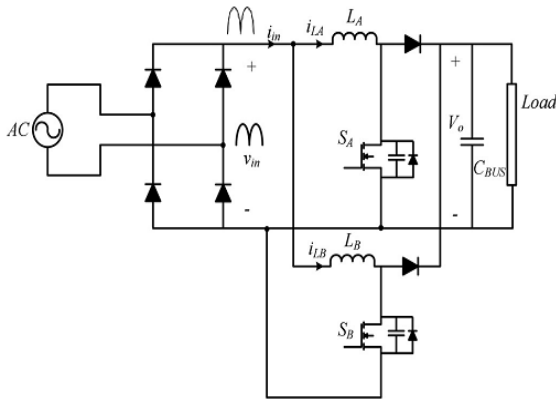 i_in
i_LA
L_A
+
+
Load
AC
S_A
V_o
v_in
C_BUS
-
-
i_LB
L_B
S_B